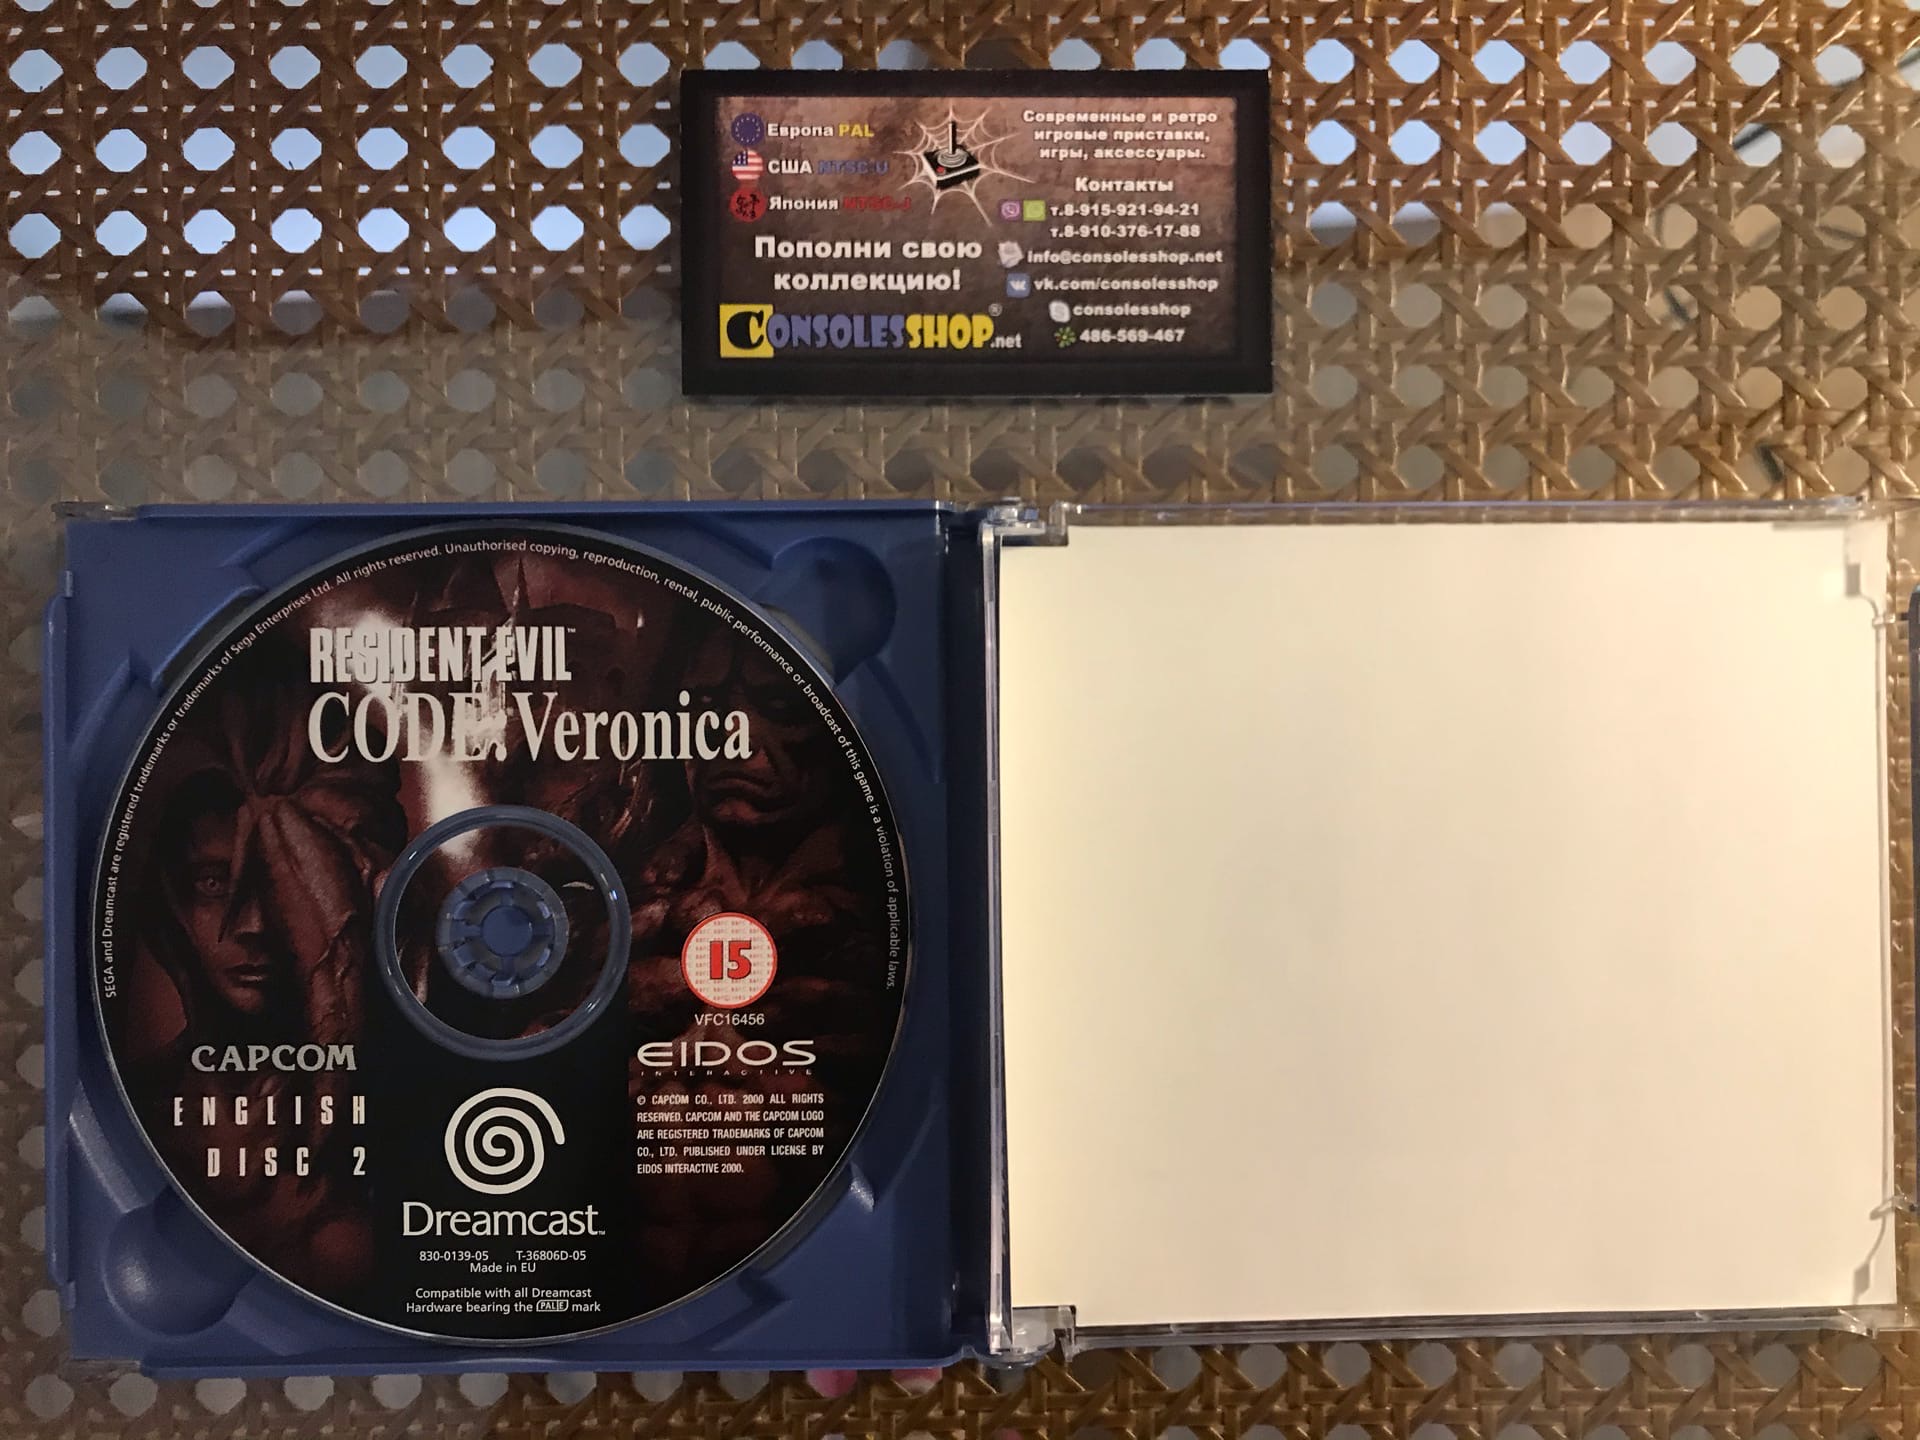 Европа PAL
США NTSC-U
Япония NTSC-J
Пополни свою
коллекцию!
CONSOLESSHOP.net®
Современные и ретро
игровые приставки,
игры, аксессуары.
Контакты
т.8-915-921-94-21
т.8-910-376-17-88
info@consolesshop.net
vk.com/consolesshop
consolesshop
486-569-467
SEGA and Dreamcast are registered trademarks or trademarks of Sega Enterprises Ltd. All rights reserved. Unauthorised copying, reproduction, rental, public performance or broadcast of this game is a violation of applicable laws.
RESIDENT EVIL™
CODE:Veronica
15
VFC16456
CAPCOM
ENGLISH
DISC 2
EIDOS
INTERACTIVE
© CAPCOM CO., LTD. 2000 ALL RIGHTS
RESERVED. CAPCOM AND THE CAPCOM LOGO
ARE REGISTERED TRADEMARKS OF CAPCOM
CO., LTD. PUBLISHED UNDER LICENSE BY
EIDOS INTERACTIVE 2000.
Dreamcast™
830-0139-05 T-36806D-05
Made in EU
Compatible with all Dreamcast
Hardware bearing the PAL/E mark